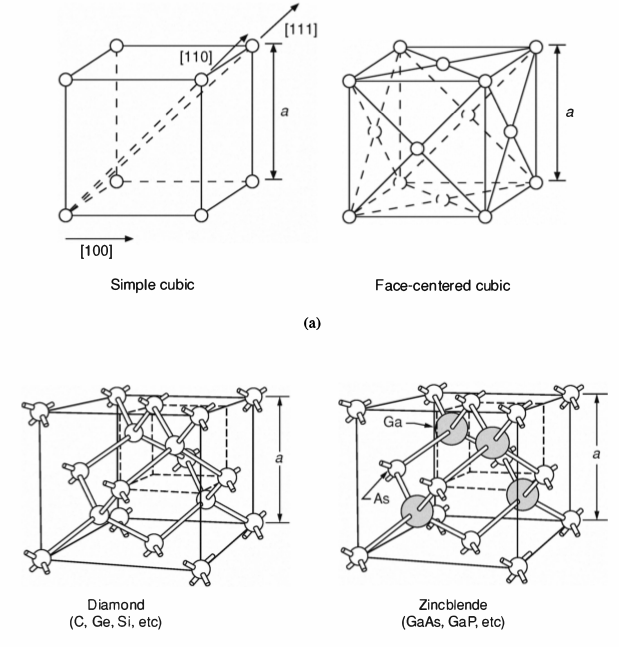 [111]
[110]
a
a
[100]
Simple cubic
Face-centered cubic
(a)
Ga
a
a
As
Diamond
(C, Ge, Si, etc)
Zincblende
(GaAs, GaP, etc)